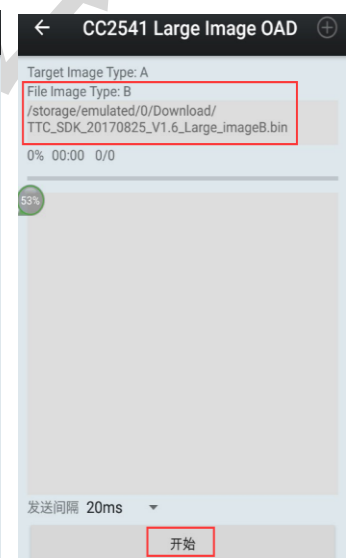 CC2541 Large Image OAD
Target Image Type: A
File Image Type: B
/storage/emulated/0/Download/
TTC_SDK_20170825_V1.6_Large_imageB.bin
0% 00:00 0/0
53%
发送间隔 20ms
开始